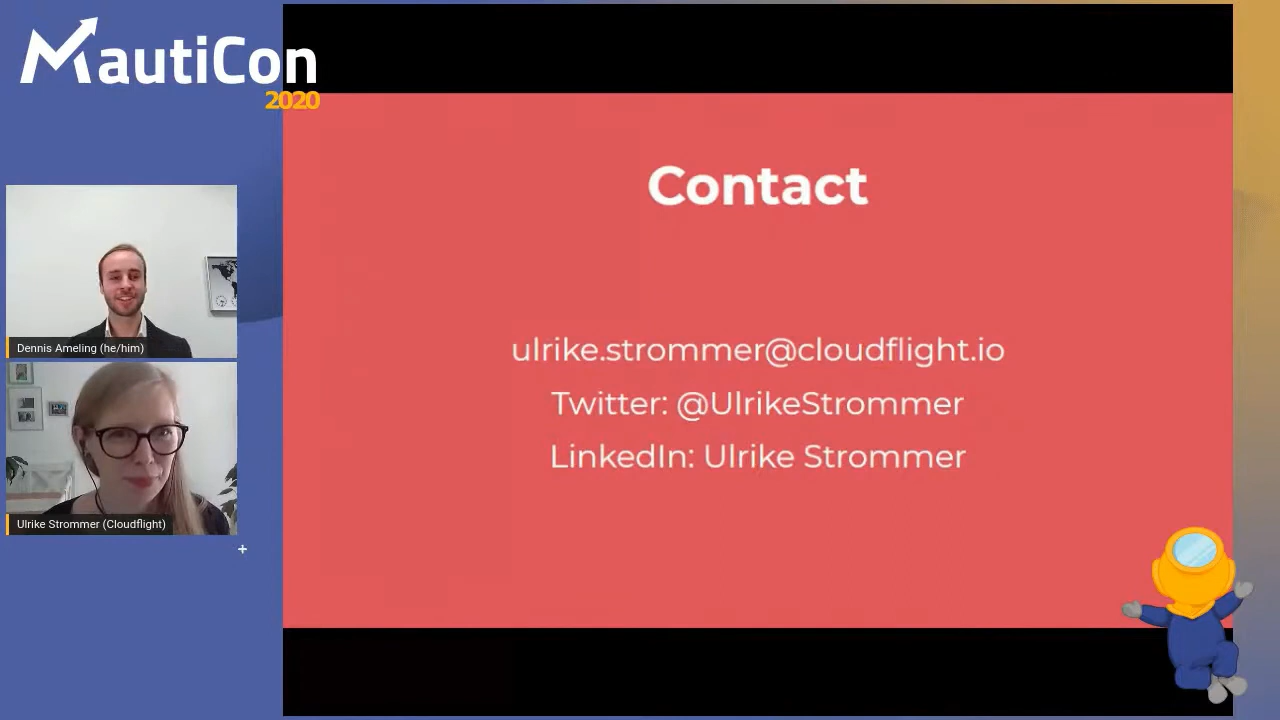 MautiCon
2020
Dennis Ameling (he/him)
Ulrike Strommer (Cloudflight)
Contact
ulrike.strommer@cloudflight.io
Twitter: @UlrikeStrommer
LinkedIn: Ulrike Strommer